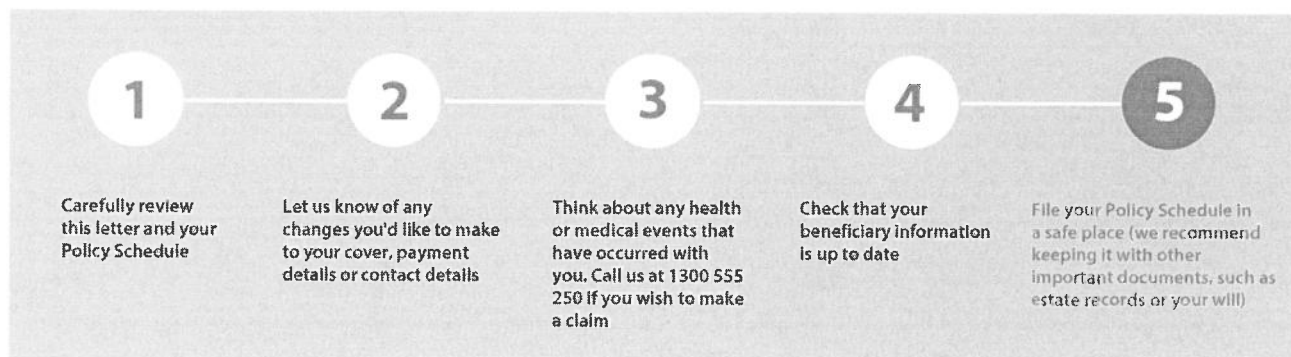 1
2
3
4
5
Carefully review
this letter and your
Policy Schedule
Let us know of any
changes you'd like to make
to your cover, payment
details or contact details
Think about any health
or medical events that
have occurred with
you. Call us at 1300 555
250 if you wish to make
a claim
Check that your
beneficiary information
is up to date
File your Policy Schedule in
a safe place (we recommend
keeping it with other
important documents, such as
estate records or your will)